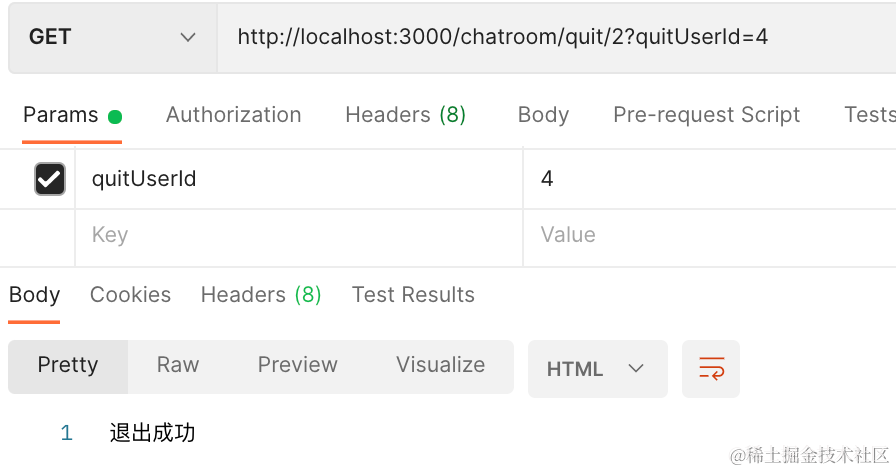 GET http://localhost:3000/chatroom/quit/2?quitUserId=4
Params Authorization Headers (8) Body Pre-request Script Tests
quitUserId 4
Key Value
Body Cookies Headers (8) Test Results
Pretty Raw Preview Visualize HTML
1 退出成功
@稀土掘金技术社区